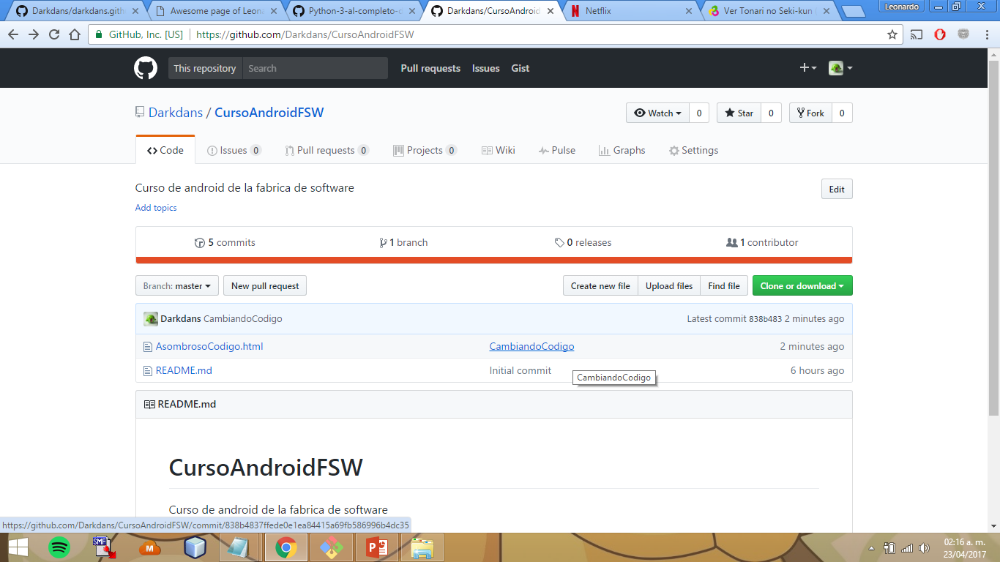 Darkdans/darkdans.gith
Awesome page of Leona
Python-3-al-completo-d
Darkdans/CursoAndroid
Netflix
Ver Tonari no Seki-kun
Leonardo
GitHub, Inc. [US]
https://github.com/Darkdans/CursoAndroidFSW
This repository
Search
Pull requests
Issues
Gist
Darkdans / CursoAndroidFSW
Watch 0
Star 0
Fork 0
Code
Issues 0
Pull requests 0
Projects 0
Wiki
Pulse
Graphs
Settings
Curso de android de la fabrica de software
Edit
Add topics
5 commits
1 branch
0 releases
1 contributor
Branch: master
New pull request
Create new file
Upload files
Find file
Clone or download
Darkdans CambiandoCodigo
Latest commit 838b483 2 minutes ago
AsombrosoCodigo.html
CambiandoCodigo
2 minutes ago
README.md
Initial commit
6 hours ago
CambiandoCodigo
README.md
CursoAndroidFSW
Curso de android de la fabrica de software
https://github.com/Darkdans/CursoAndroidFSW/commit/838b4837ffede0e1ea84415a69fb586996b4dc35
SMF
02:16 a. m.
23/04/2017